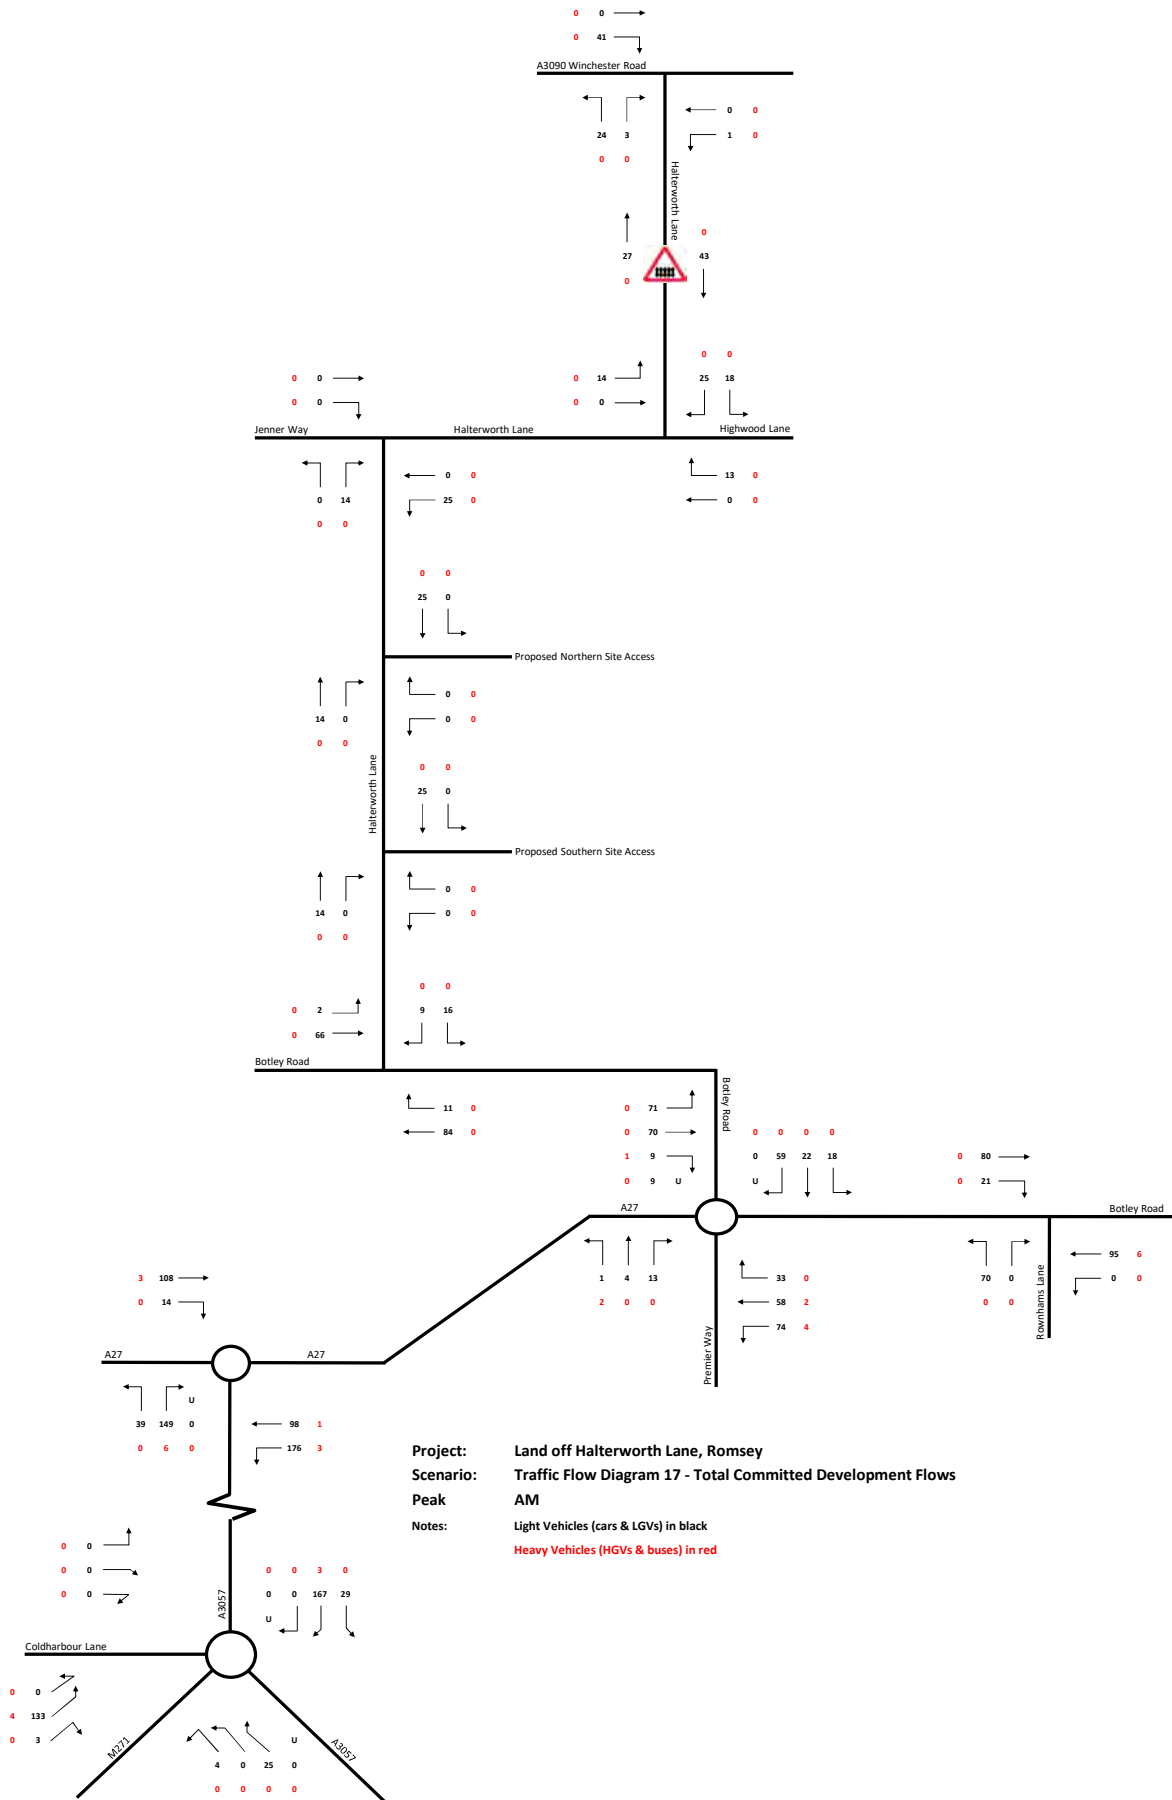 0 0
0 41
A3090 Winchester Road
0 0
24 3
1 0
0 0
Halterworth Lane
0
27 43
0
0 0
0 0
0 14
25 18
0 0
0 0
Jenner Way
Halterworth Lane
Highwood Lane
0 0
13 0
0 14
25 0
0 0
0 0
0 0
25 0
Proposed Northern Site Access
0 0
14 0
0 0
0 0
Halterworth Lane
0 0
25 0
Proposed Southern Site Access
0 0
14 0
0 0
0 0
0 0
0 2
9 16
0 66
Botley Road
Botley Road
11 0
84 0
0 71
0 70
1 9
0 9 U
0 0 0 0
0 59 22 18
U
0 80
0 21
A27
Botley Road
1 4 13
2 0 0
33 0
58 2
74 4
Premier Way
70 0
0 0
Rownhams Lane
95 6
0 0
3 108
0 14
A27
A27
U
39 149 0
0 6 0
98 1
176 3
Project: Land off Halterworth Lane, Romsey
Scenario: Traffic Flow Diagram 17 - Total Committed Development Flows
Peak AM
Notes: Light Vehicles (cars & LGVs) in black
Heavy Vehicles (HGVs & buses) in red
0 0
0 0
0 0
A3057
0 0 3 0
0 0 167 29
U
Coldharbour Lane
0 0
4 133
0 3
M271
A3057
U
4 0 25 0
0 0 0 0